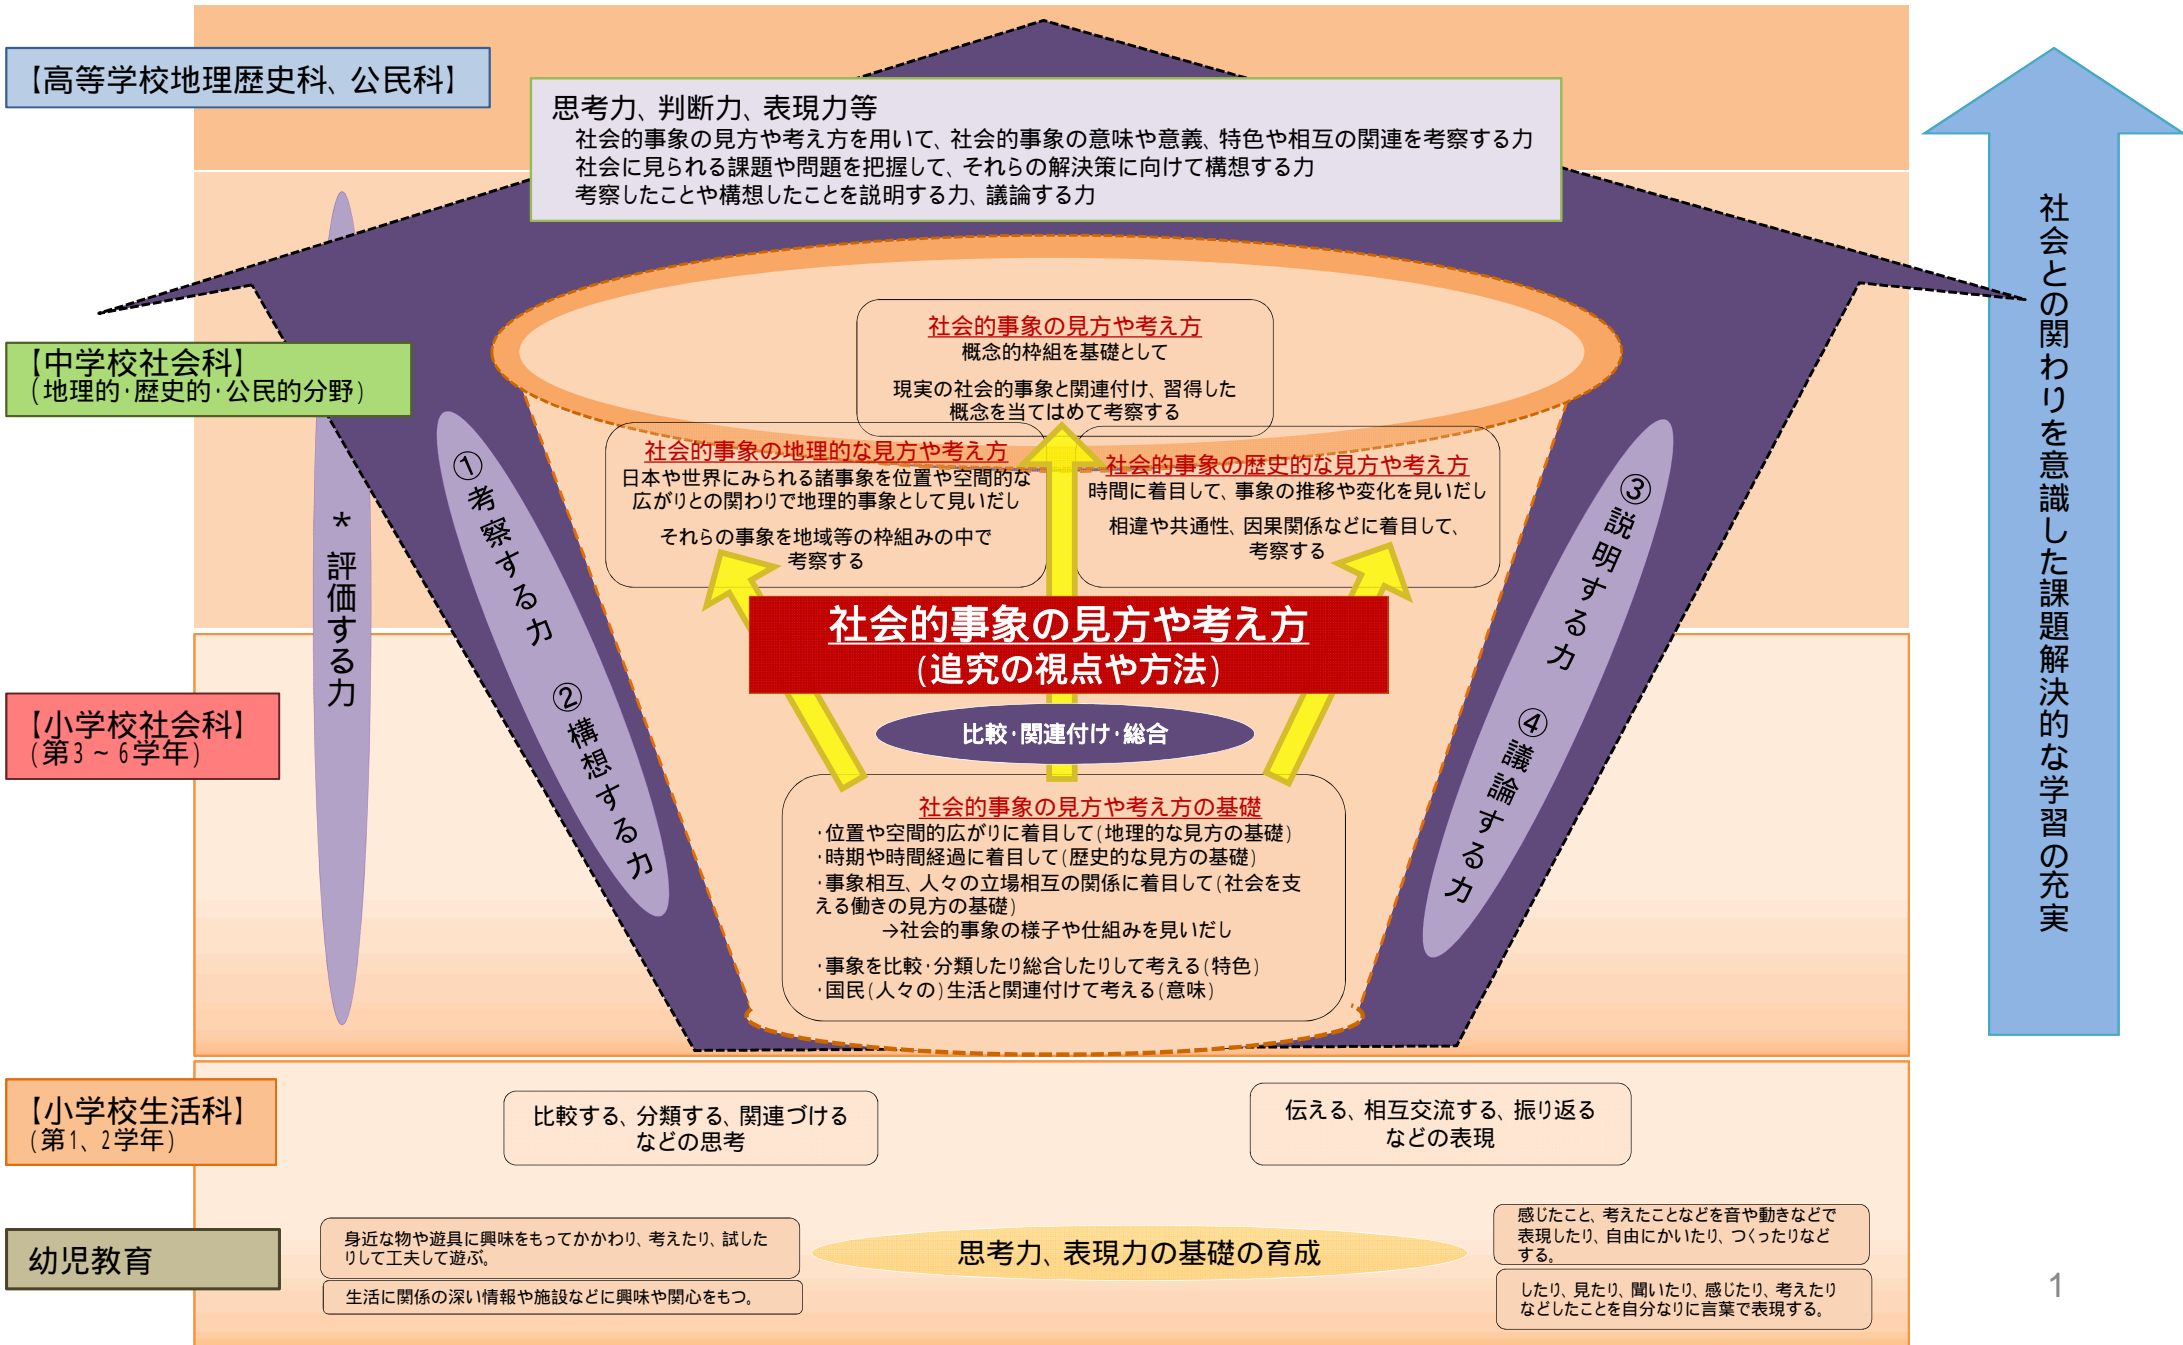 【高等学校地理歴史科、公民科】
思考力、判断力、表現力等
社会的事象の見方や考え方を用いて、社会的事象の意味や意義、特色や相互の関連を考察する力
社会に見られる課題や問題を把握して、それらの解決策に向けて構想する力
考察したことや構想したことを説明する力、議論する力
【中学校社会科】
(地理的・歴史的・公民的分野)
社会的事象の見方や考え方
概念的枠組を基礎として
現実の社会的事象と関連付け、習得した
概念を当てはめて考察する
社会的事象の地理的な見方や考え方
日本や世界にみられる諸事象を位置や空間的な
広がりとの関わりで地理的事象として見いだし
それらの事象を地域等の枠組みの中で
考察する
社会的事象の歴史的な見方や考え方
時間に着目して、事象の推移や変化を見いだし
相違や共通性、因果関係などに着目して、
考察する
*評価する力
①考察する力 ②構想する力
③説明する力 ④議論する力
社会的事象の見方や考え方
(追究の視点や方法)
【小学校社会科】
(第3~6学年)
比較・関連付け・総合
社会的事象の見方や考え方の基礎
・位置や空間的広がりに着目して(地理的な見方の基礎)
・時期や時間経過に着目して(歴史的な見方の基礎)
・事象相互、人々の立場相互の関係に着目して(社会を支
える働きの見方の基礎)
→社会的事象の様子や仕組みを見いだし
・事象を比較・分類したり総合したりして考える(特色)
・国民(人々の)生活と関連付けて考える(意味)
社会との関わりを意識した課題解決的な学習の充実
【小学校生活科】
(第1、2学年)
比較する、分類する、関連づける
などの思考
伝える、相互交流する、振り返る
などの表現
幼児教育
身近な物や遊具に興味をもってかかわり、考えたり、試した
りして工夫して遊ぶ。
生活に関係の深い情報や施設などに興味や関心をもつ。
思考力、表現力の基礎の育成
感じたこと、考えたことなどを音や動きなどで
表現したり、自由にかいたり、つくったりなど
する。
したり、見たり、聞いたり、感じたり、考えたり
などしたことを自分なりに言葉で表現する。
1